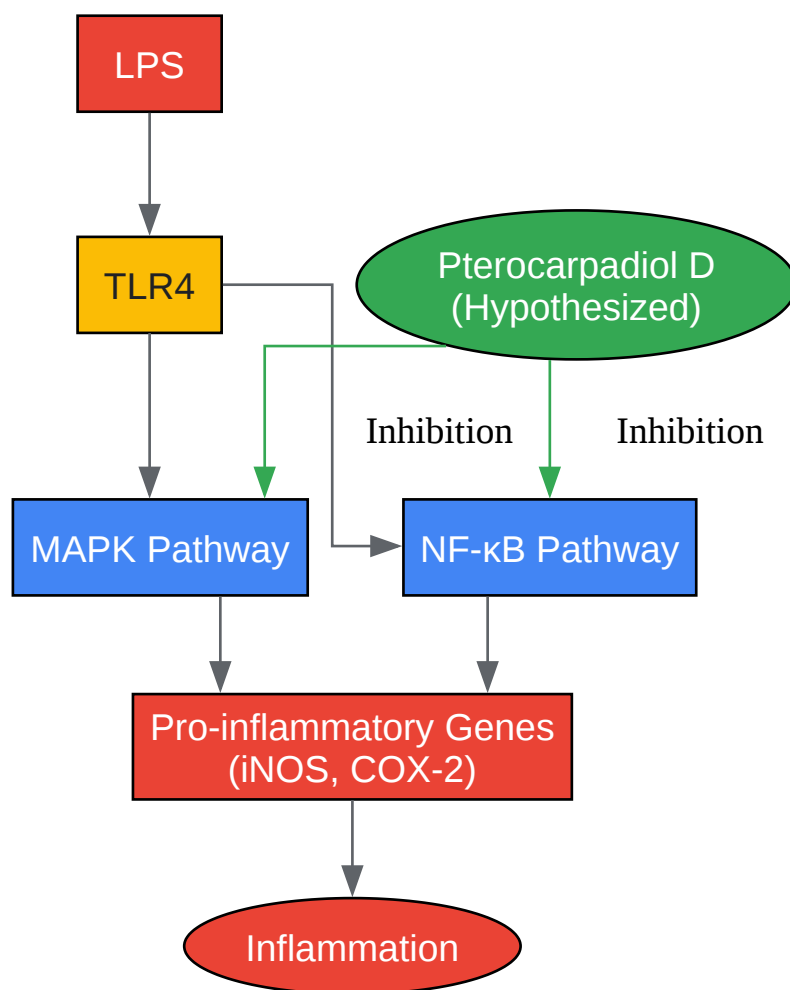 LPS
TLR4
Pterocarpadiol D
(Hypothesized)
Inhibition
Inhibition
MAPK Pathway
NF-κB Pathway
Pro-inflammatory Genes
(iNOS, COX-2)
Inflammation